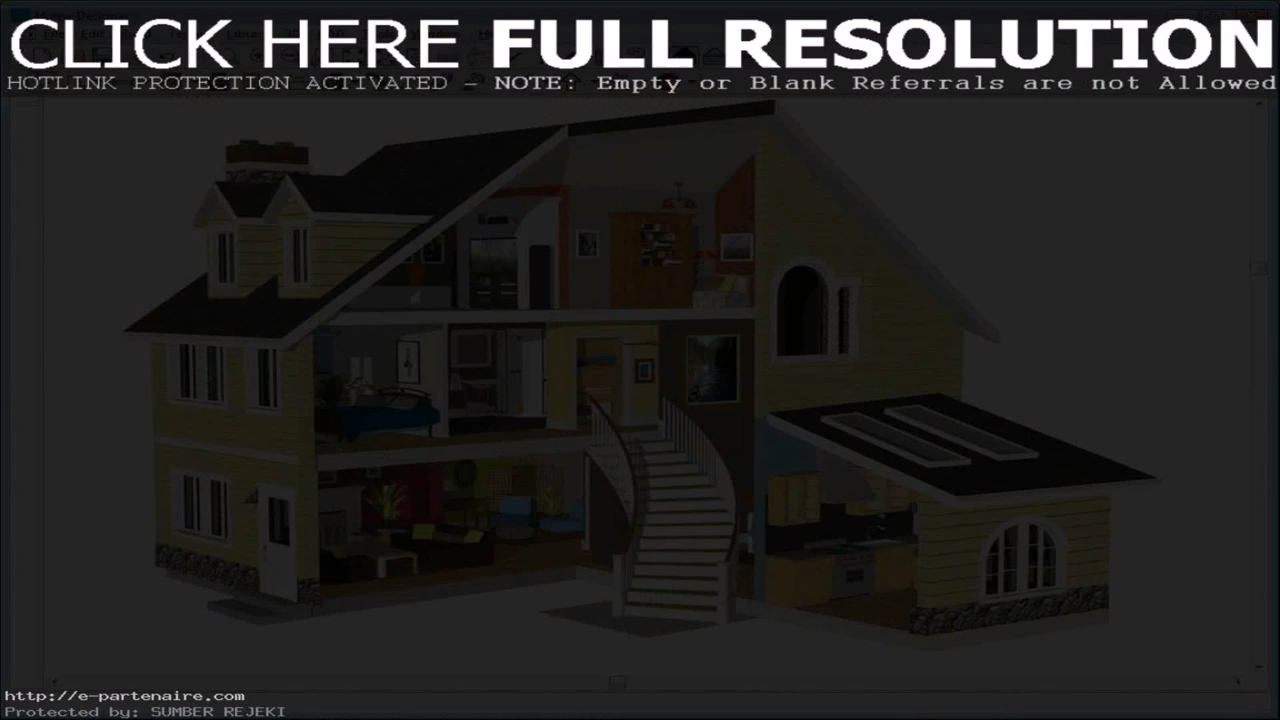 CLICK HERE FULL RESOLUTION
HOTLINK PROTECTION ACTIVATED – NOTE: Empty or Blank Referrals are not Allowed
http://e-partenaire.com
Protected by: SUMBER REJEKI